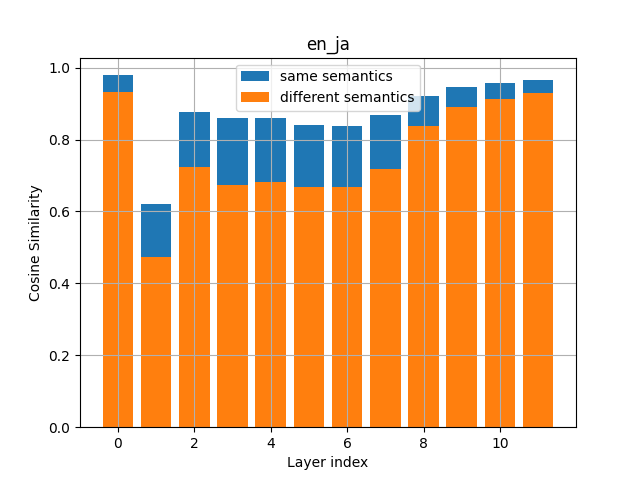 en_ja
same semantics
different semantics
Cosine Similarity
1.0
0.8
0.6
0.4
0.2
0.0
0 2 4 6 8 10
Layer index